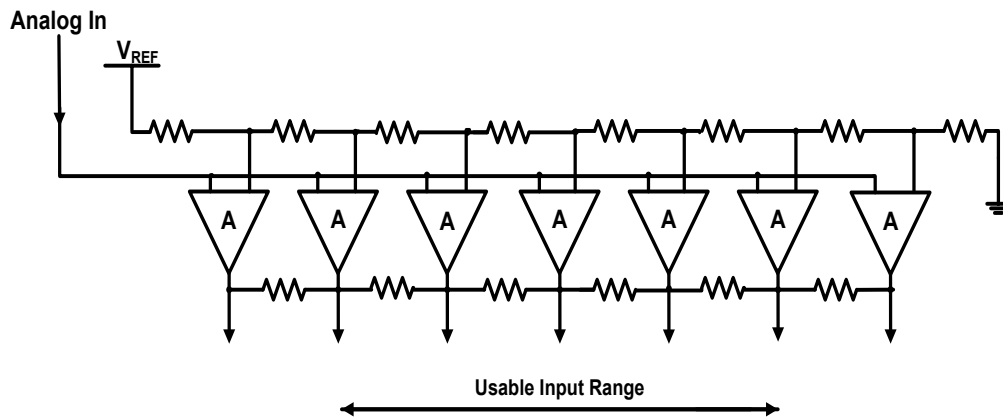 Analog In
VREF
A A A A A A A
Usable Input Range